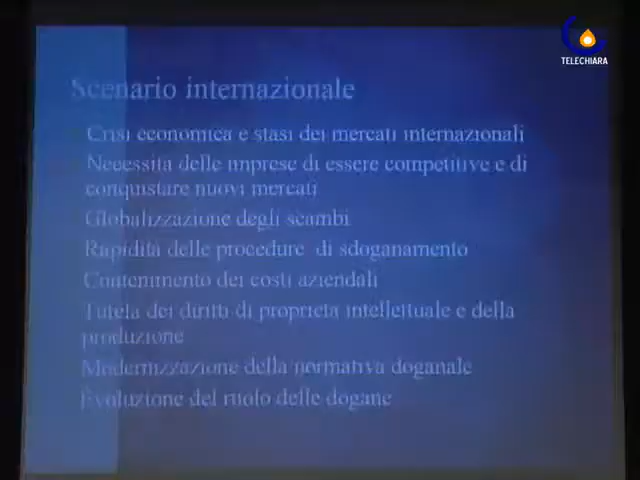 TELECHIARA
Scenario internazionale
Crisi economica e stasi dei mercati internazionali
Necessità delle imprese di essere competitive e di
conquistare nuovi mercati
Globalizzazione degli scambi
Rapidità delle procedure di sdoganamento
Contenimento dei costi aziendali
Tutela dei diritti di proprietà intellettuale e della
produzione
Modernizzazione della normativa doganale
Evoluzione del ruolo delle dogane